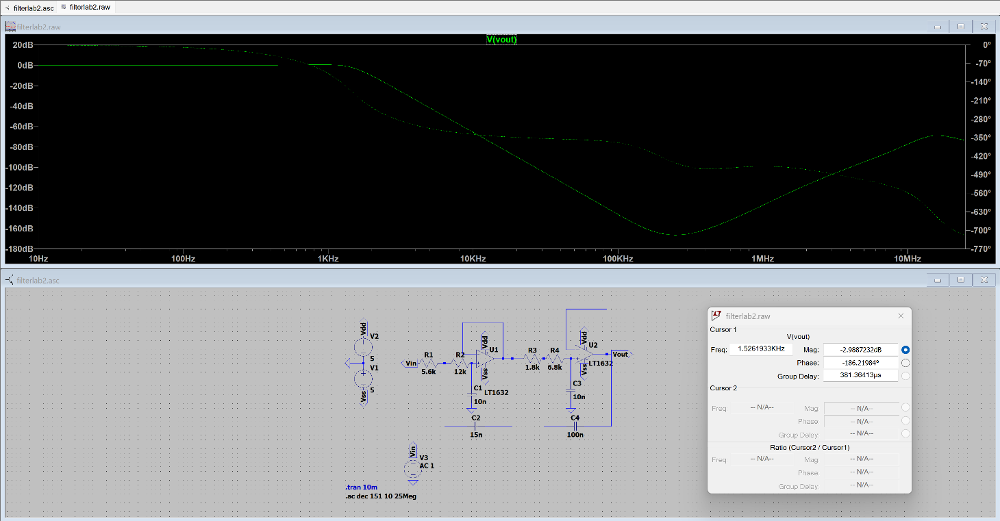 filterlab2.asc filterlab2.raw
filterlab2.raw
V(vout)
20dB 0°
0dB -70°
-20dB -140°
-40dB -210°
-60dB -280°
-80dB -350°
-100dB -420°
-120dB -490°
-140dB -560°
-160dB -630°
-700°
-180dB -770°
10Hz 100Hz 1KHz 10KHz 100KHz 1MHz 10MHz
filterlab2.asc
Vdd
V2
5
V1
5
Vss
Vin
R1
5.6k
R2
12k
Vdd
U1
Vss
LT1632
C1
10n
C2
15n
R3
1.8k
R4
6.8k
Vdd
U2
LT1632
Vss
Vout
C3
10n
C4
100n
Vin
V3
AC 1
.tran 10m
.ac dec 151 10 25Meg
filterlab2.raw
Cursor 1
V(vout)
Freq: 1.5261933KHz Mag: -2.9887232dB
Phase: -186.21984°
Group Delay: 381.36413µs
Cursor 2
Freq: -- N/A-- Mag: -- N/A--
Phase: -- N/A--
Group Delay: -- N/A--
Ratio (Cursor2 / Cursor1)
Freq: -- N/A-- Mag: -- N/A--
Phase: -- N/A--
Group Delay: -- N/A--